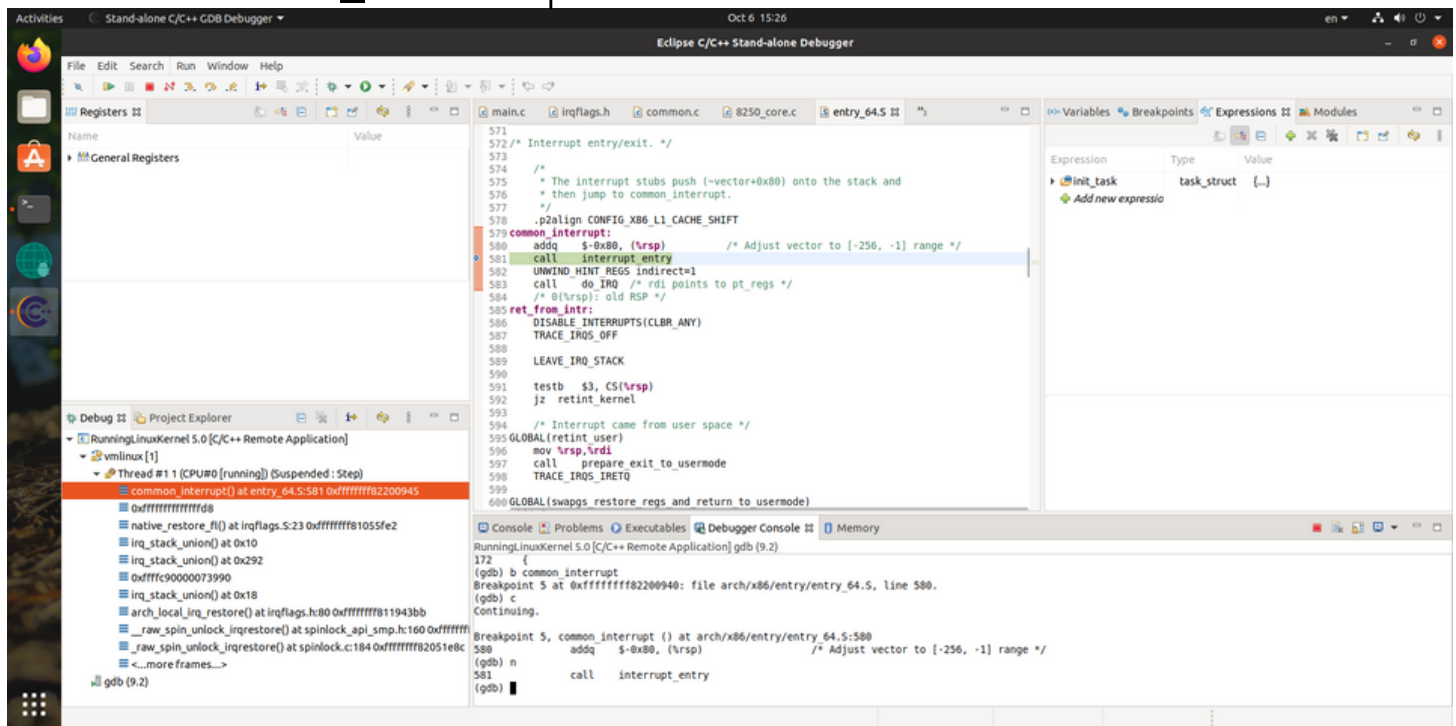 Activities Stand-alone C/C++ GDB Debugger Oct 6 15:26 en
Eclipse C/C++ Stand-alone Debugger
File Edit Search Run Window Help
Registers
Name Value
General Registers
main.c irqflags.h common.c 8250_core.c entry_64.S "3
571
572 /* Interrupt entry/exit. */
573
574 /*
575 * The interrupt stubs push (~vector+0x80) onto the stack and
576 * then jump to common_interrupt.
577 */
578 .p2align CONFIG_X86_L1_CACHE_SHIFT
579 common_interrupt:
580 addq $-0x80, (%rsp) /* Adjust vector to [-256, -1] range */
581 call interrupt_entry
582 UNWIND_HINT_REGS indirect=1
583 call do_IRQ /* rdi points to pt_regs */
584 /* 0(%rsp): old RSP */
585 ret_from_intr:
586 DISABLE_INTERRUPTS(CLBR_ANY)
587 TRACE_IRQS_OFF
588
589 LEAVE_IRQ_STACK
590
591 testb $3, CS(%rsp)
592 jz retint_kernel
593
594 /* Interrupt came from user space */
595 GLOBAL(retint_user)
596 mov %rsp,%rdi
597 call prepare_exit_to_usermode
598 TRACE_IRQS_IRETQ
599
600 GLOBAL(swapgs_restore_regs_and_return_to_usermode)
Variables Breakpoints Expressions Modules
Expression Type Value
init_task task_struct {...}
Add new expressio
Debug Project Explorer
RunningLinuxKernel 5.0 [C/C++ Remote Application]
vmlinux [1]
Thread #1 1 (CPU#0 [running]) (Suspended : Step)
common_interrupt() at entry_64.S:581 0xffffffff82200945
0xffffffffffffffd8
native_restore_fl() at irqflags.S:23 0xffffffff81055fe2
irq_stack_union() at 0x10
irq_stack_union() at 0x292
0xffffc90000073990
irq_stack_union() at 0x18
arch_local_irq_restore() at irqflags.h:80 0xffffffff811943bb
__raw_spin_unlock_irqrestore() at spinlock_api_smp.h:160 0xfffffff
_raw_spin_unlock_irqrestore() at spinlock.c:184 0xffffffff82051e8c
<...more frames...>
gdb (9.2)
Console Problems Executables Debugger Console Memory
RunningLinuxKernel 5.0 [C/C++ Remote Application] gdb (9.2)
172 {
(gdb) b common_interrupt
Breakpoint 5 at 0xffffffff82200940: file arch/x86/entry/entry_64.S, line 580.
(gdb) c
Continuing.
Breakpoint 5, common_interrupt () at arch/x86/entry/entry_64.S:580
580 addq $-0x80, (%rsp) /* Adjust vector to [-256, -1] range */
(gdb) n
581 call interrupt_entry
(gdb)